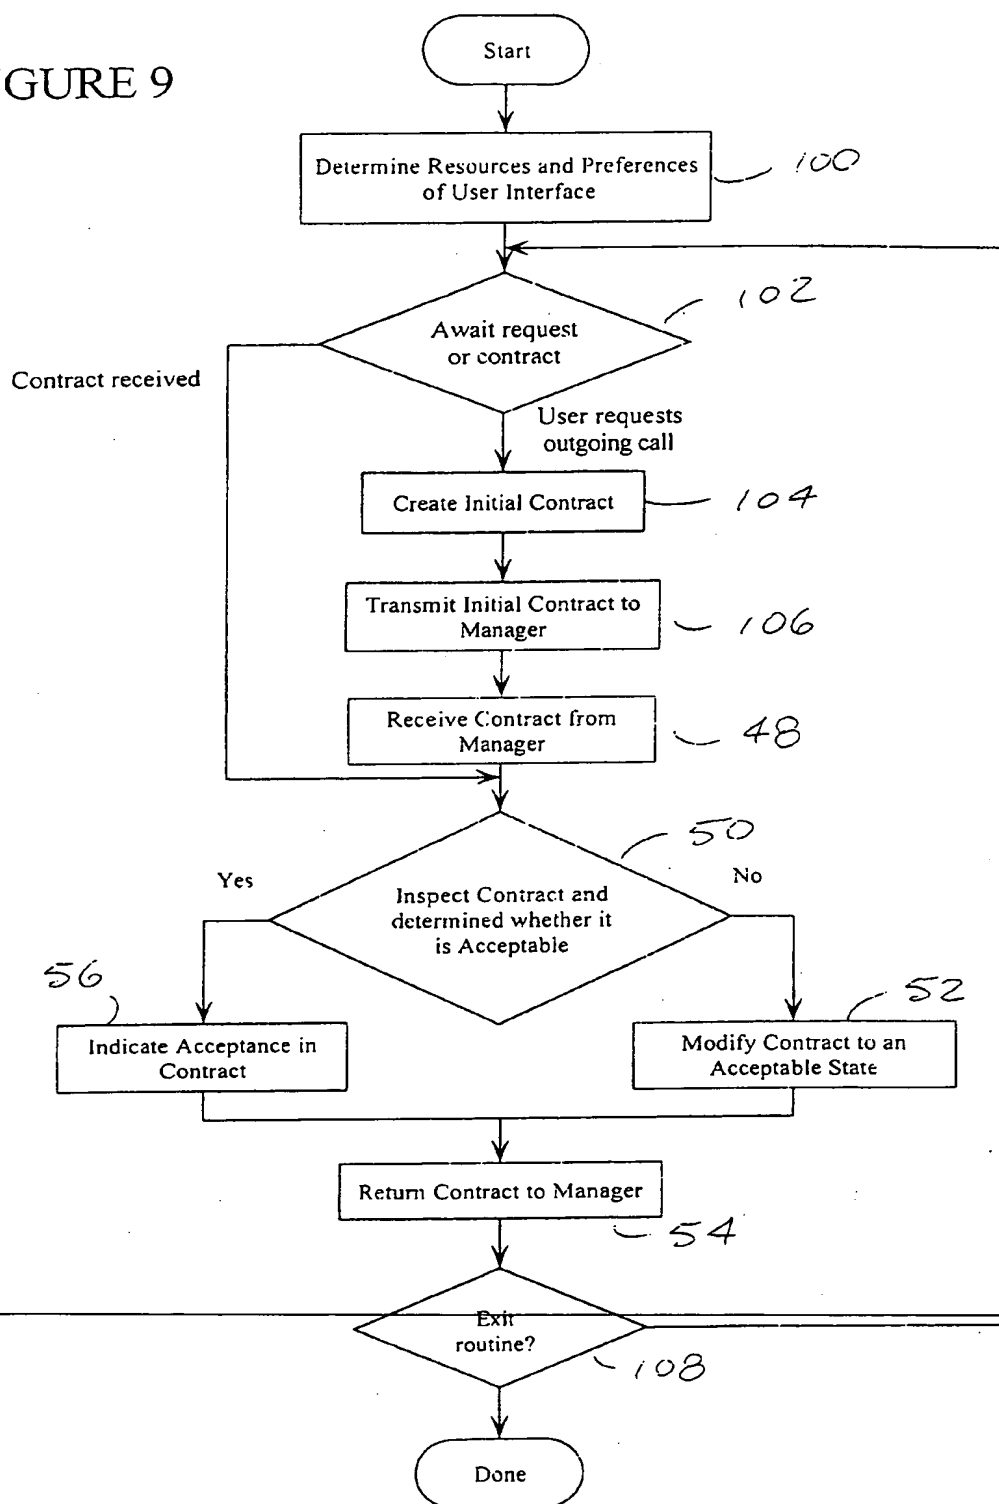 Start
GURE 9
Determine Resources and Preferences
of User Interface
100
102
Await request
or contract
Contract received
User requests
outgoing call
Create Initial Contract
104
Transmit Initial Contract to
Manager
106
Receive Contract from
Manager
48
50
Yes
No
Inspect Contract and
determined whether it
is Acceptable
56
52
Indicate Acceptance in
Contract
Modify Contract to an
Acceptable State
Return Contract to Manager
54
Exit
routine?
108
Done